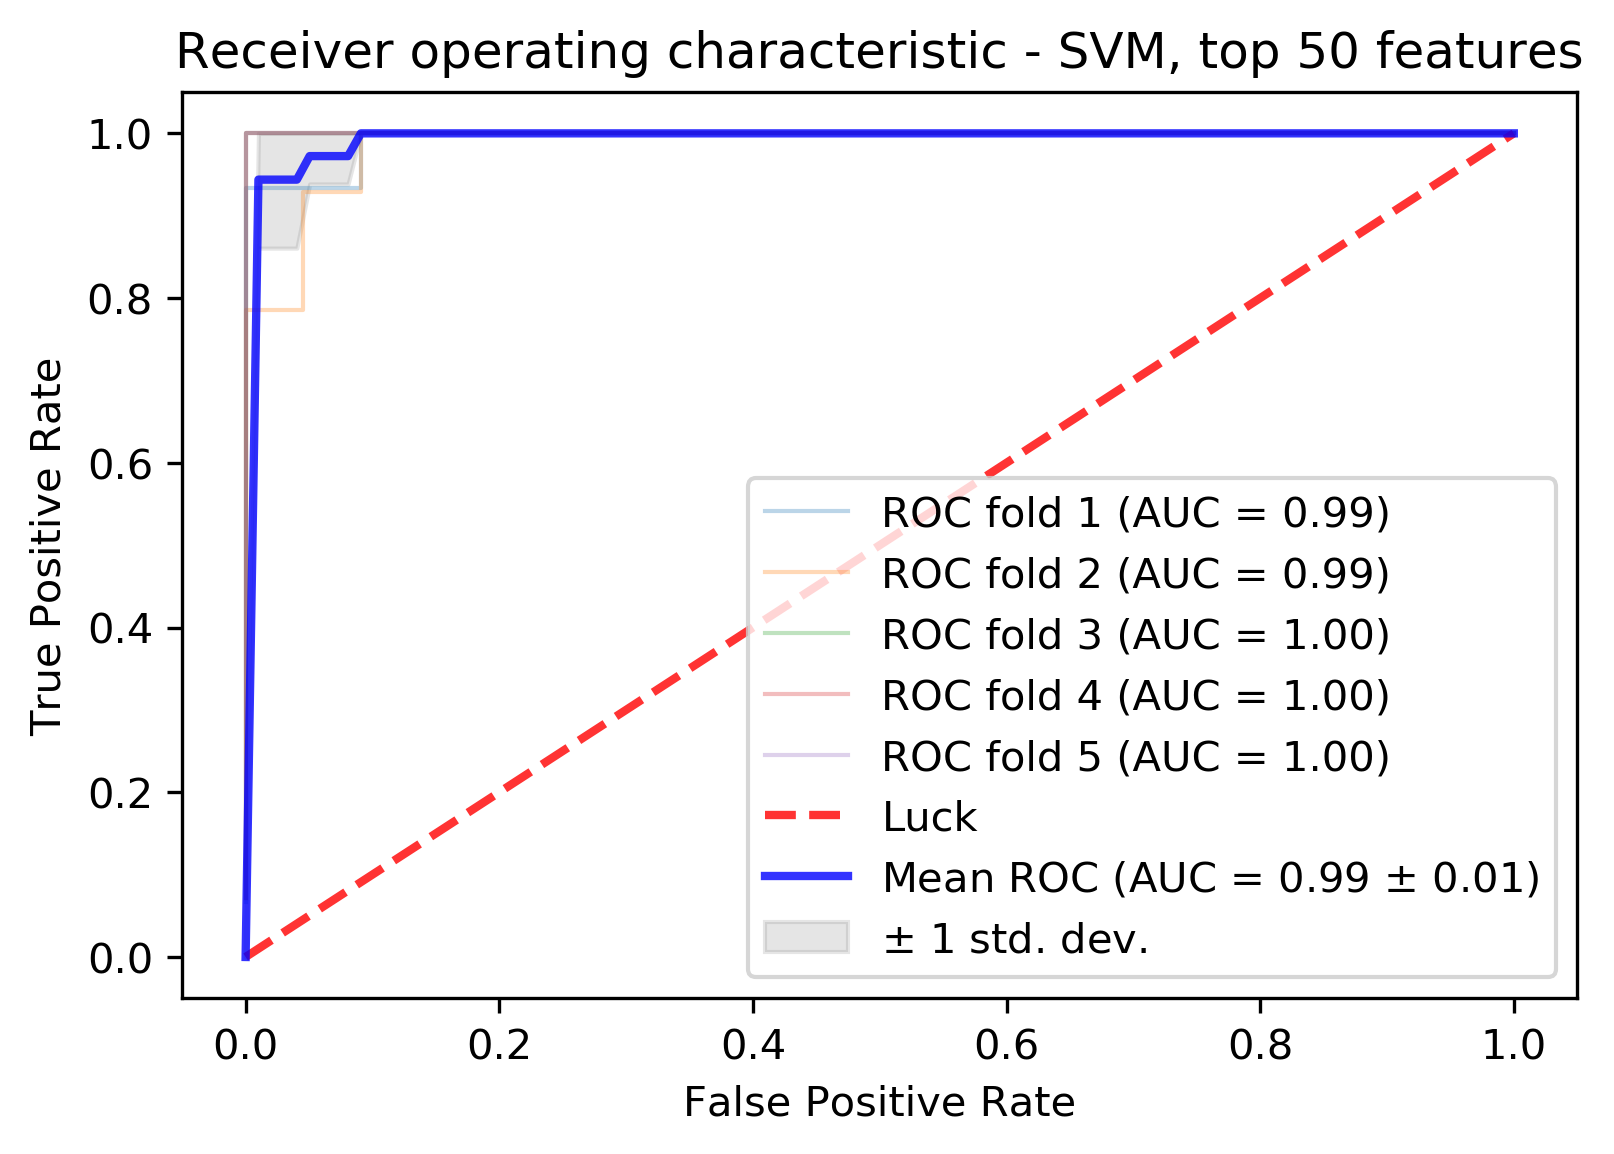 Receiver operating characteristic - SVM, top 50 features
1.0
0.8
0.6
0.4
0.2
0.0
True Positive Rate
ROC fold 1 (AUC = 0.99)
ROC fold 2 (AUC = 0.99)
ROC fold 3 (AUC = 1.00)
ROC fold 4 (AUC = 1.00)
ROC fold 5 (AUC = 1.00)
Luck
Mean ROC (AUC = 0.99 ± 0.01)
± 1 std. dev.
0.0 0.2 0.4 0.6 0.8 1.0
False Positive Rate